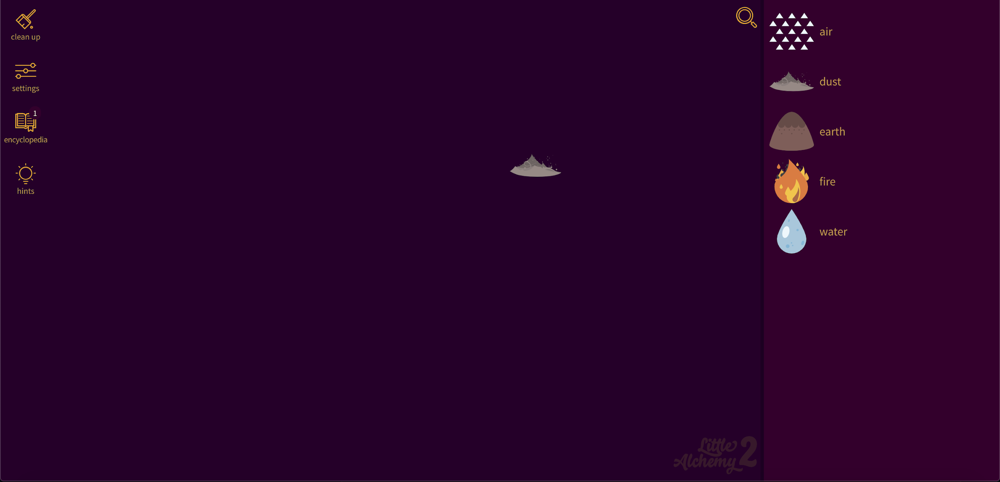 clean up
settings
1
encyclopedia
hints
air
dust
earth
fire
water
Little
Alchemy 2